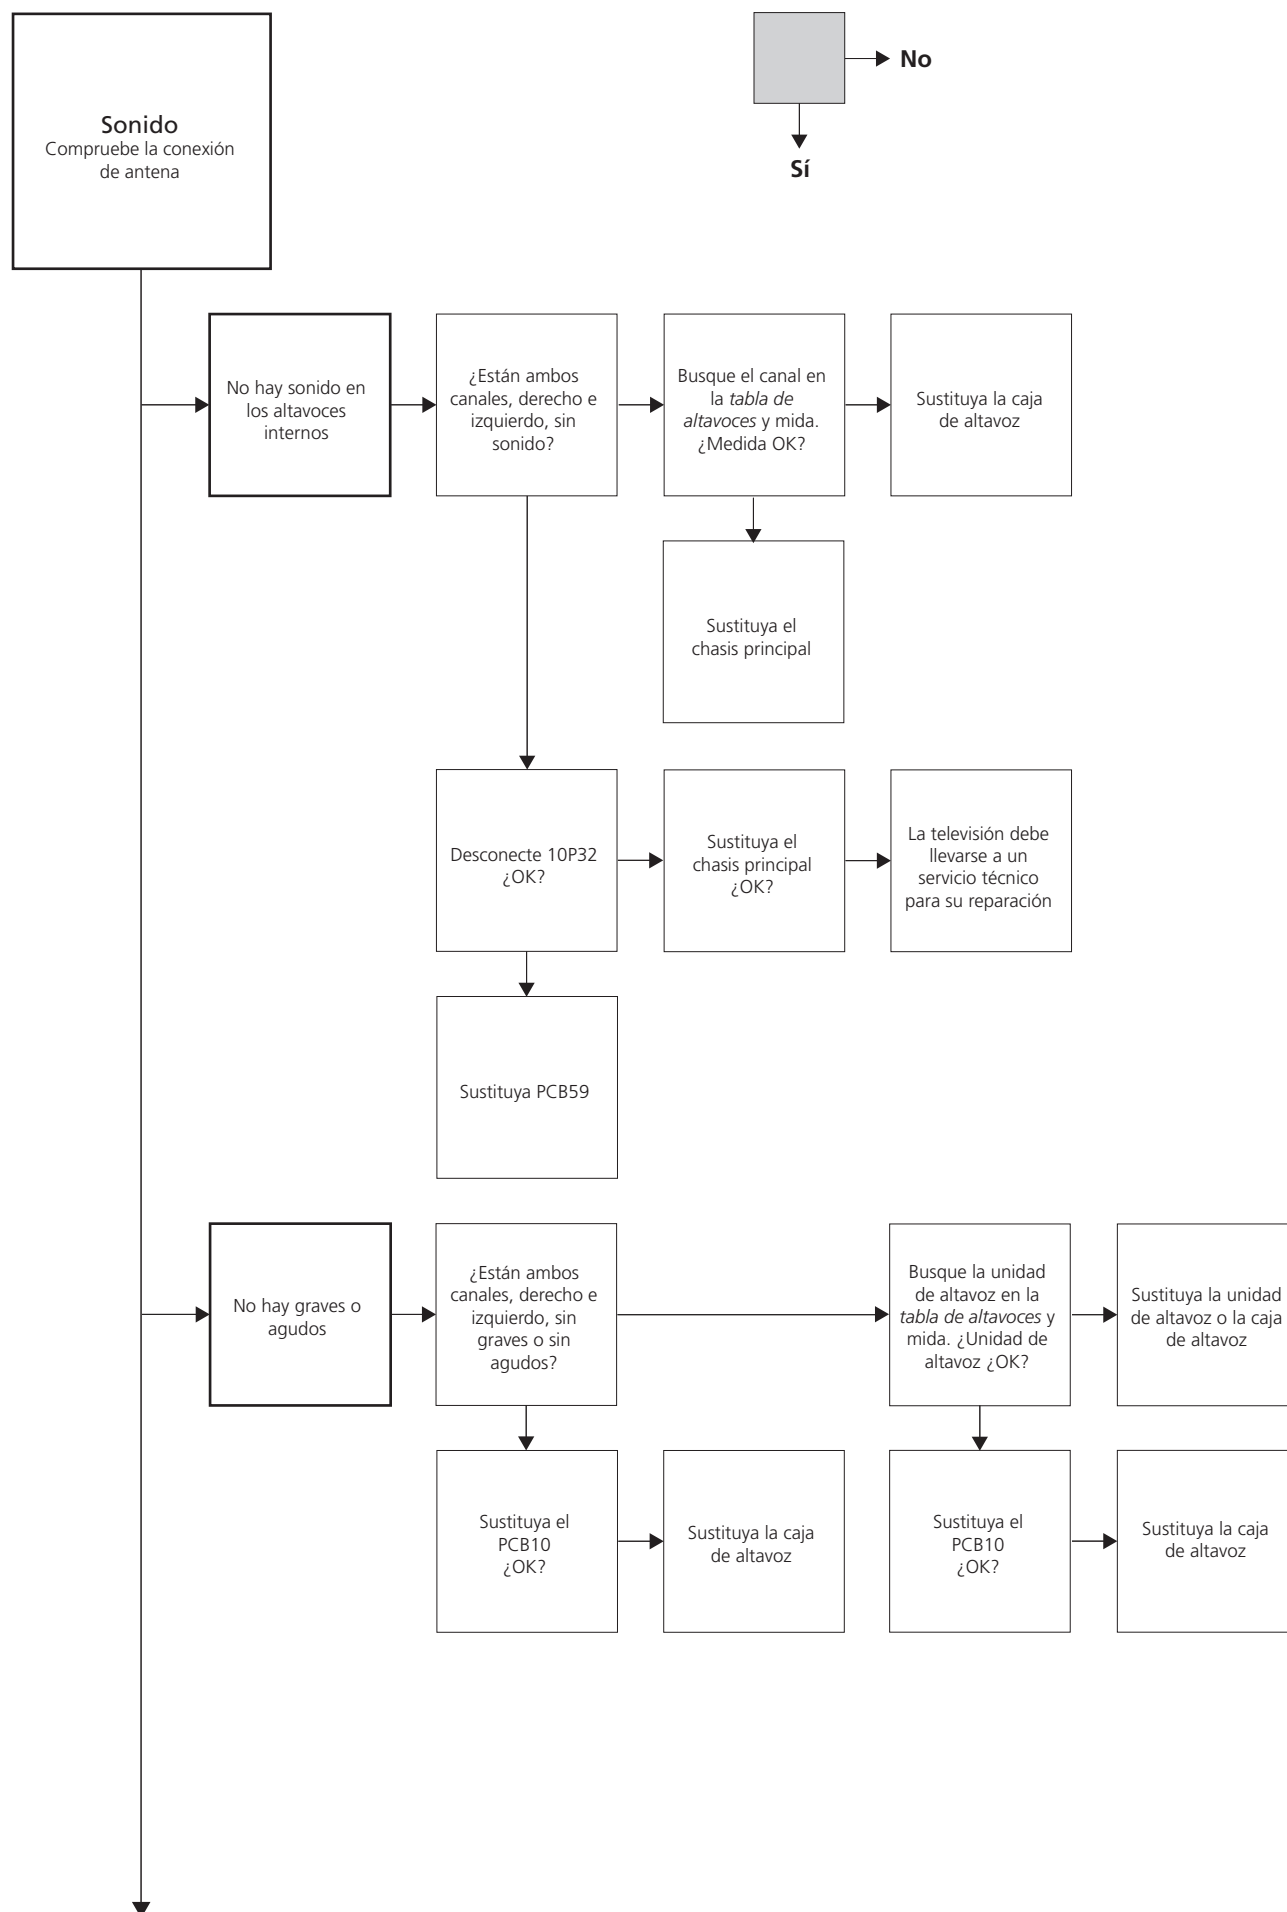 Sonido
Compruebe la conexión
de antena
No
Sí
No hay sonido en
los altavoces
internos
¿Están ambos
canales, derecho e
izquierdo, sin
sonido?
Busque el canal en
la tabla de
altavoces y mida.
¿Medida OK?
Sustituya la caja
de altavoz
Sustituya el
chasis principal
Desconecte 10P32
¿OK?
Sustituya el
chasis principal
¿OK?
La televisión debe
llevarse a un
servicio técnico
para su reparación
Sustituya PCB59
No hay graves o
agudos
¿Están ambos
canales, derecho e
izquierdo, sin
graves o sin
agudos?
Busque la unidad
de altavoz en la
tabla de altavoces y
mida. ¿Unidad de
altavoz ¿OK?
Sustituya la unidad
de altavoz o la caja
de altavoz
Sustituya el
PCB10
¿OK?
Sustituya la caja
de altavoz
Sustituya el
PCB10
¿OK?
Sustituya la caja
de altavoz